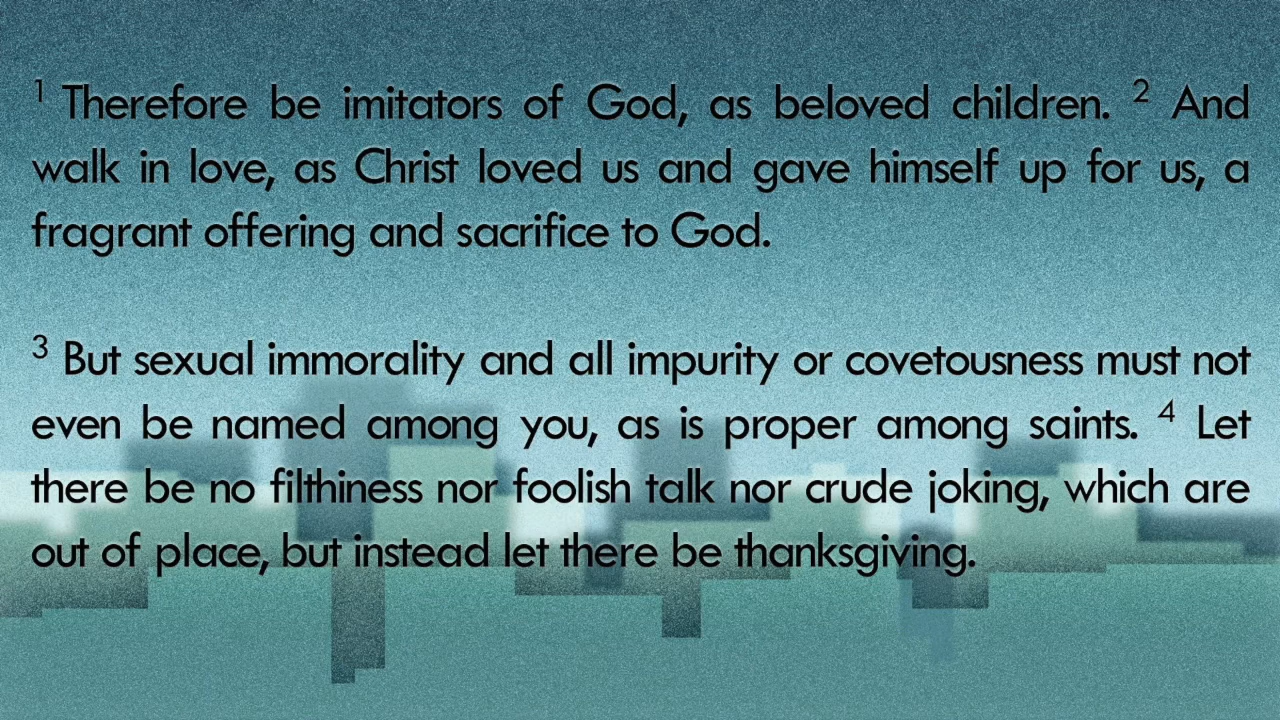 1 Therefore be imitators of God, as beloved children. 2 And
walk in love, as Christ loved us and gave himself up for us, a
fragrant offering and sacrifice to God.
3 But sexual immorality and all impurity or covetousness must not
even be named among you, as is proper among saints. 4 Let
there be no filthiness nor foolish talk nor crude joking, which are
out of place, but instead let there be thanksgiving.